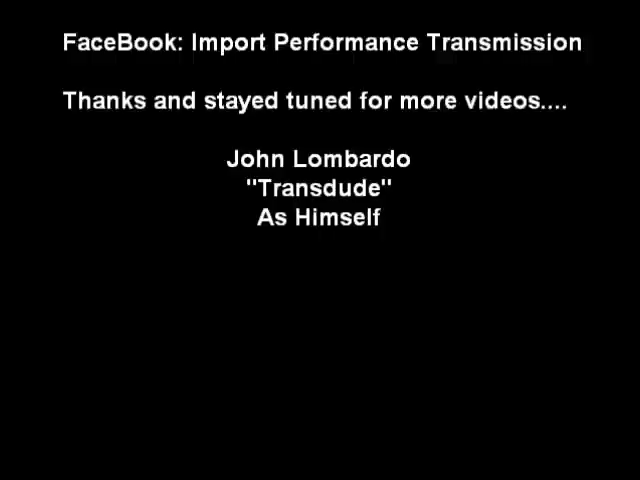 FaceBook: Import Performance Transmission
Thanks and stayed tuned for more videos....
John Lombardo
"Transdude"
As Himself